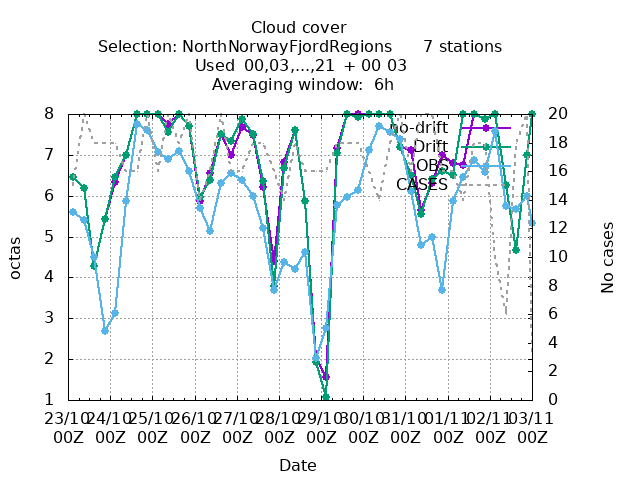 Cloud cover
Selection: NorthNorwayFjordRegions 7 stations
Used 00,03,...,21 + 00 03
Averaging window: 6h
8
7
6
5
4
3
2
1
octas
20
18
16
14
12
10
8
6
4
2
0
No cases
no-drift
Drift
OBS
CASES
23/10 24/10 25/10 26/10 27/10 28/10 29/10 30/10 31/10 01/11 02/11 03/11
00Z 00Z 00Z 00Z 00Z 00Z 00Z 00Z 00Z 00Z 00Z 00Z
Date